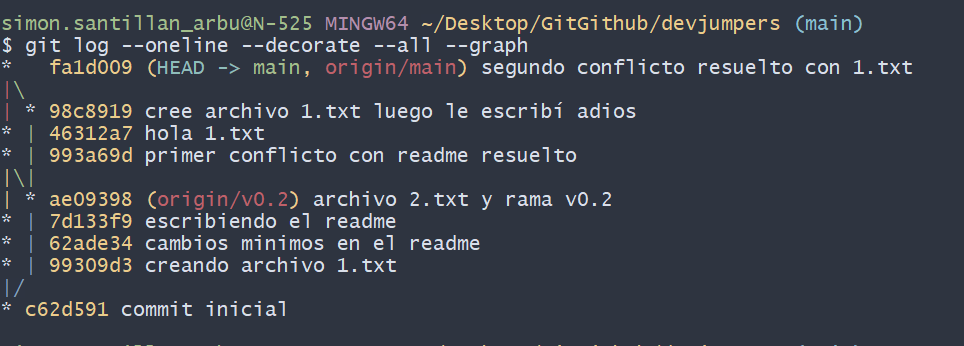 simon.santillan_arbu@N-525 MINGW64 ~/Desktop/GitGithub/devjumpers (main)
$ git log --oneline --decorate --all --graph
*   fa1d009 (HEAD -> main, origin/main) segundo conflicto resuelto con 1.txt
|\
| * 98c8919 cree archivo 1.txt luego le escribí adios
* | 46312a7 hola 1.txt
* | 993a69d primer conflicto con readme resuelto
|\|
| * ae09398 (origin/v0.2) archivo 2.txt y rama v0.2
* | 7d133f9 escribiendo el readme
* | 62ade34 cambios minimos en el readme
* | 99309d3 creando archivo 1.txt
|/
* c62d591 commit inicial